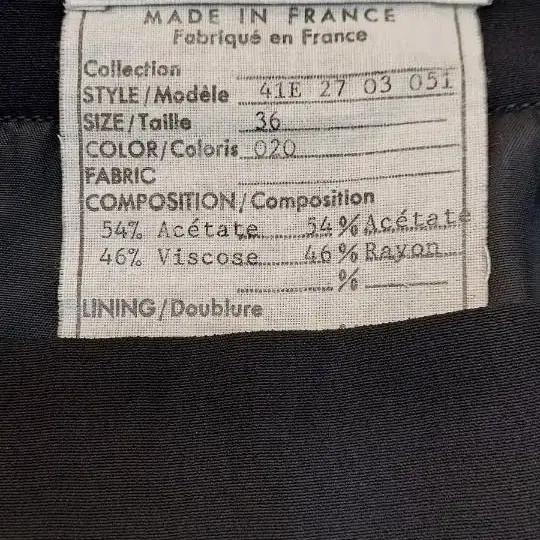 MADE IN FRANCE
Fabriqué en France
Collection
STYLE/Modèle 41E 27 03 051
SIZE/Taille 36
COLOR/Coloris 020
FABRIC
COMPOSITION/Composition
54% Acétate 54% Acétate
46% Viscose 46% Rayon
%
LINING/Doublure